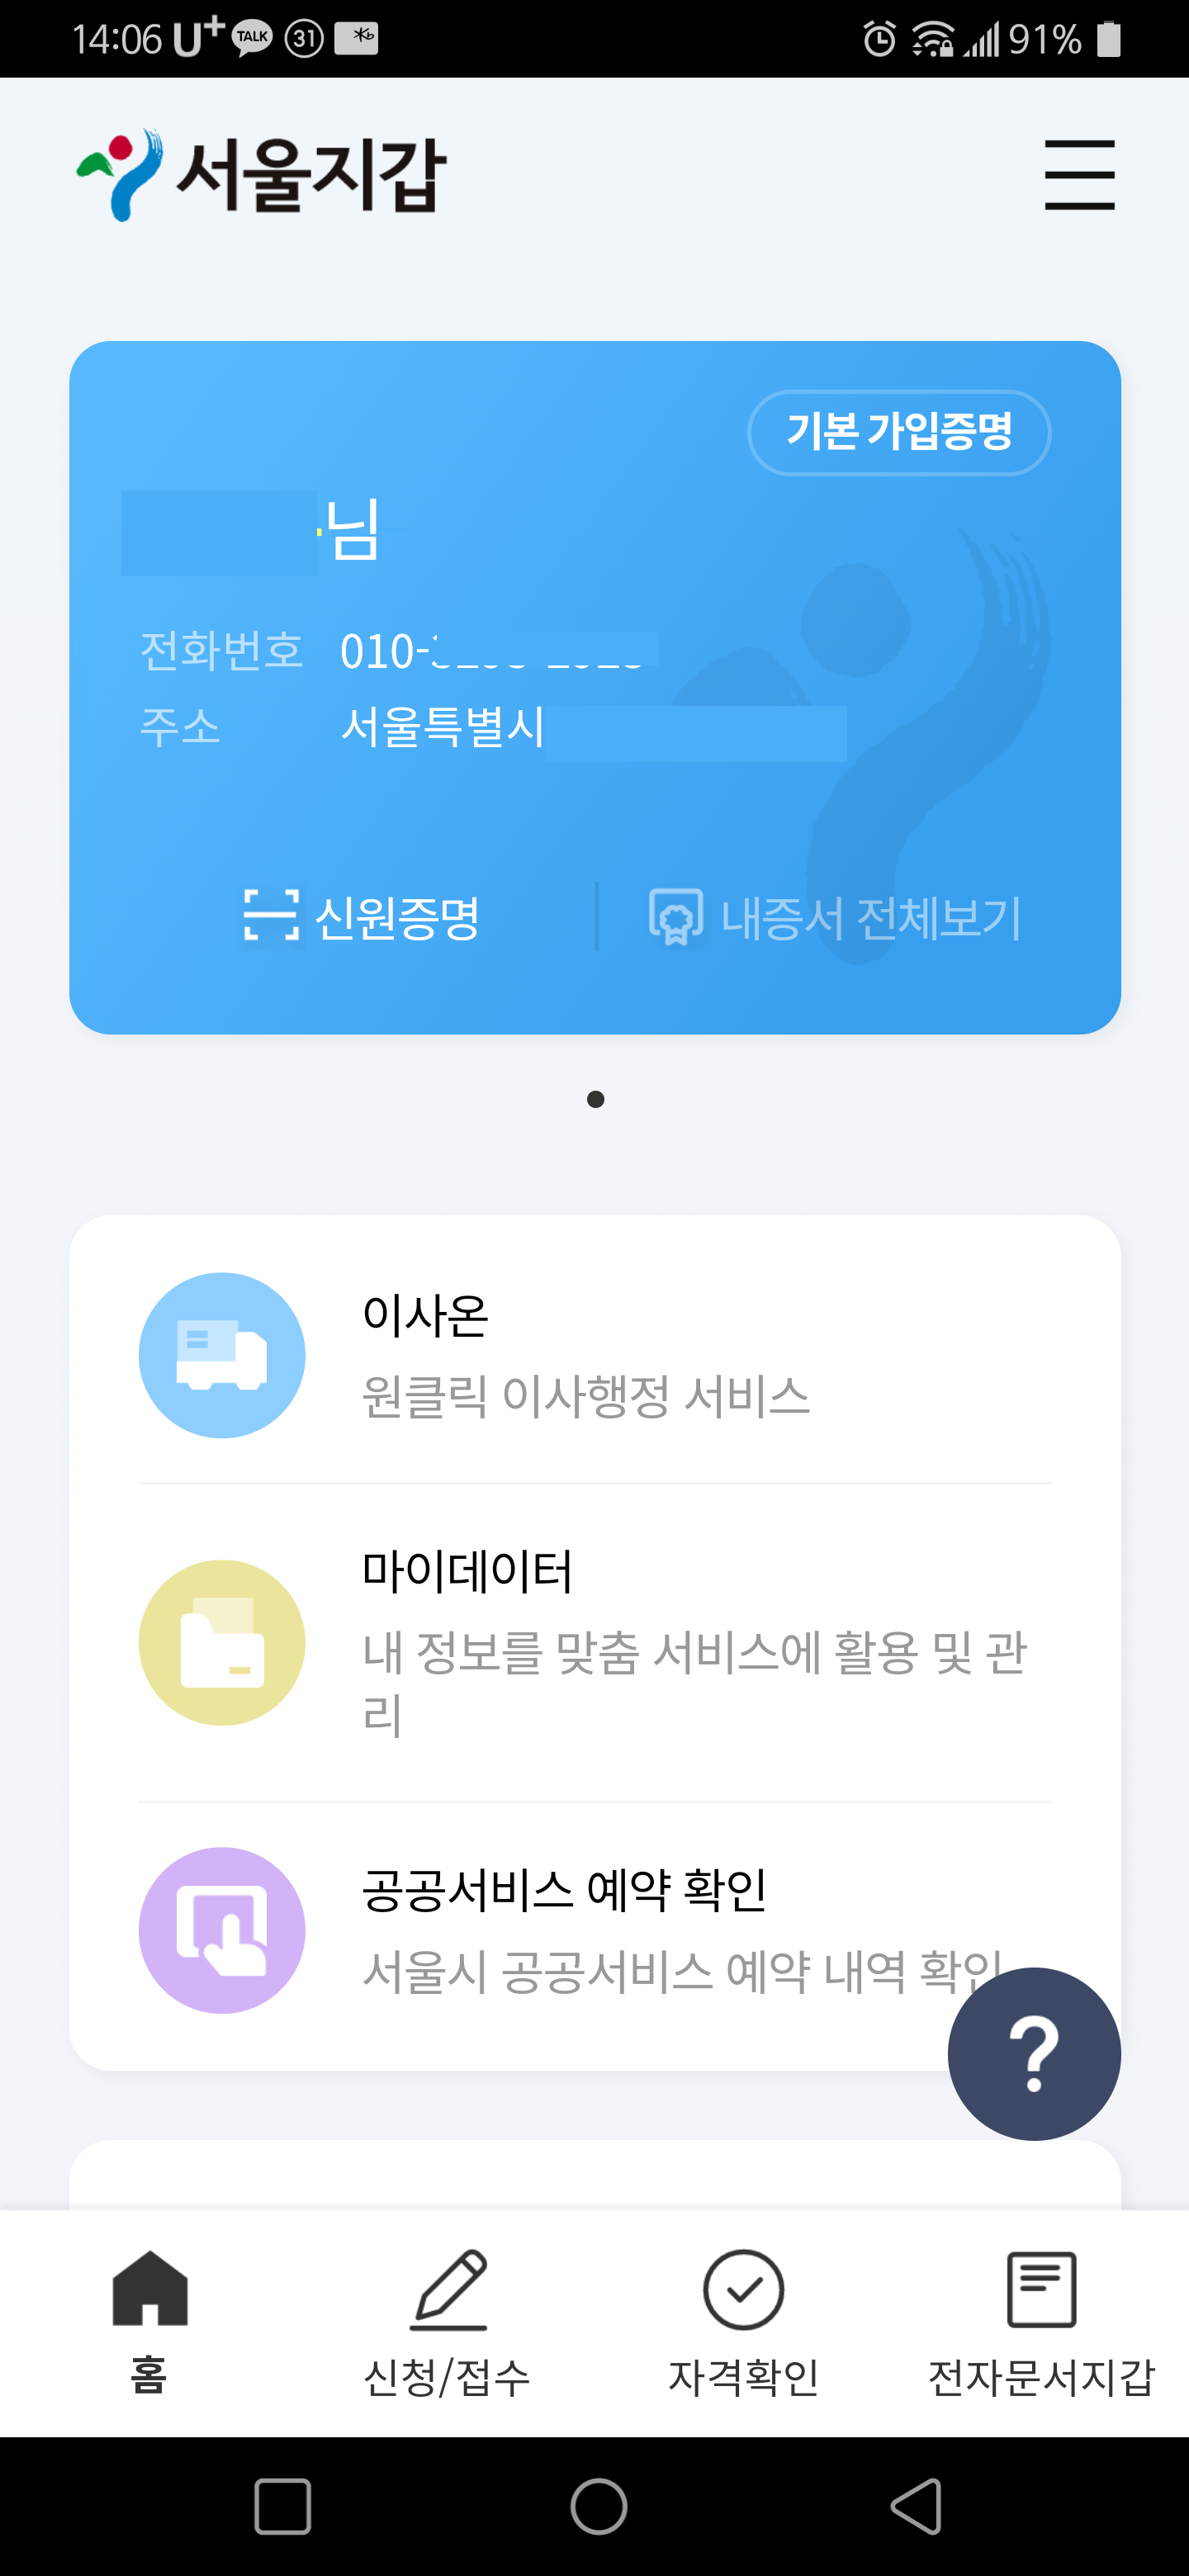 14:06 U+ TALK 31 91%
서울지갑
기본 가입증명
님
전화번호 010-
주소 서울특별시
신원증명 내증서 전체보기
이사온
원클릭 이사행정 서비스
마이데이터
내 정보를 맞춤 서비스에 활용 및 관
리
공공서비스 예약 확인
서울시 공공서비스 예약 내역 확인
?
홈 신청/접수 자격확인 전자문서지갑